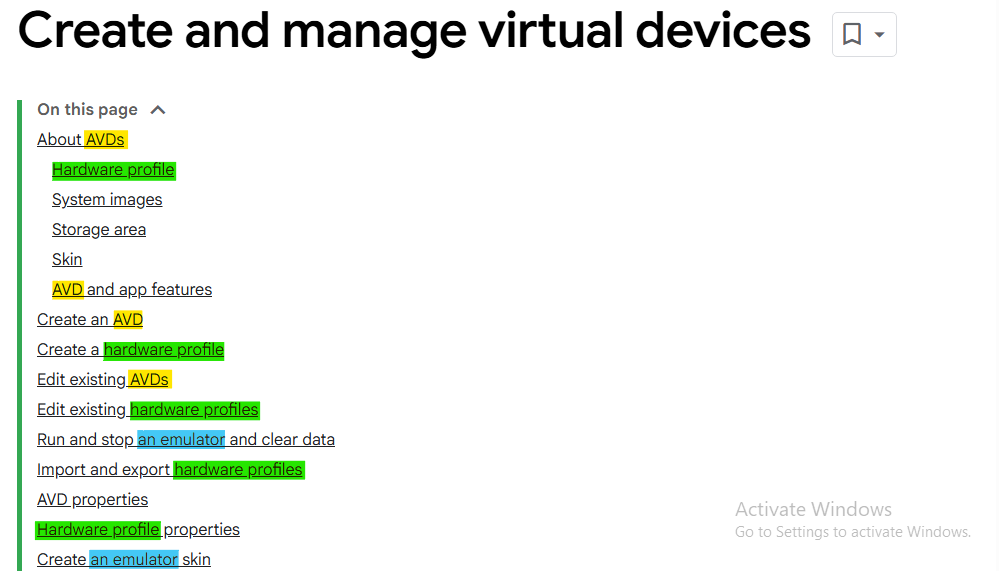 Create and manage virtual devices
On this page
About AVDs
Hardware profile
System images
Storage area
Skin
AVD and app features
Create an AVD
Create a hardware profile
Edit existing AVDs
Edit existing hardware profiles
Run and stop an emulator and clear data
Import and export hardware profiles
AVD properties
Hardware profile properties
Create an emulator skin
Activate Windows
Go to Settings to activate Windows.